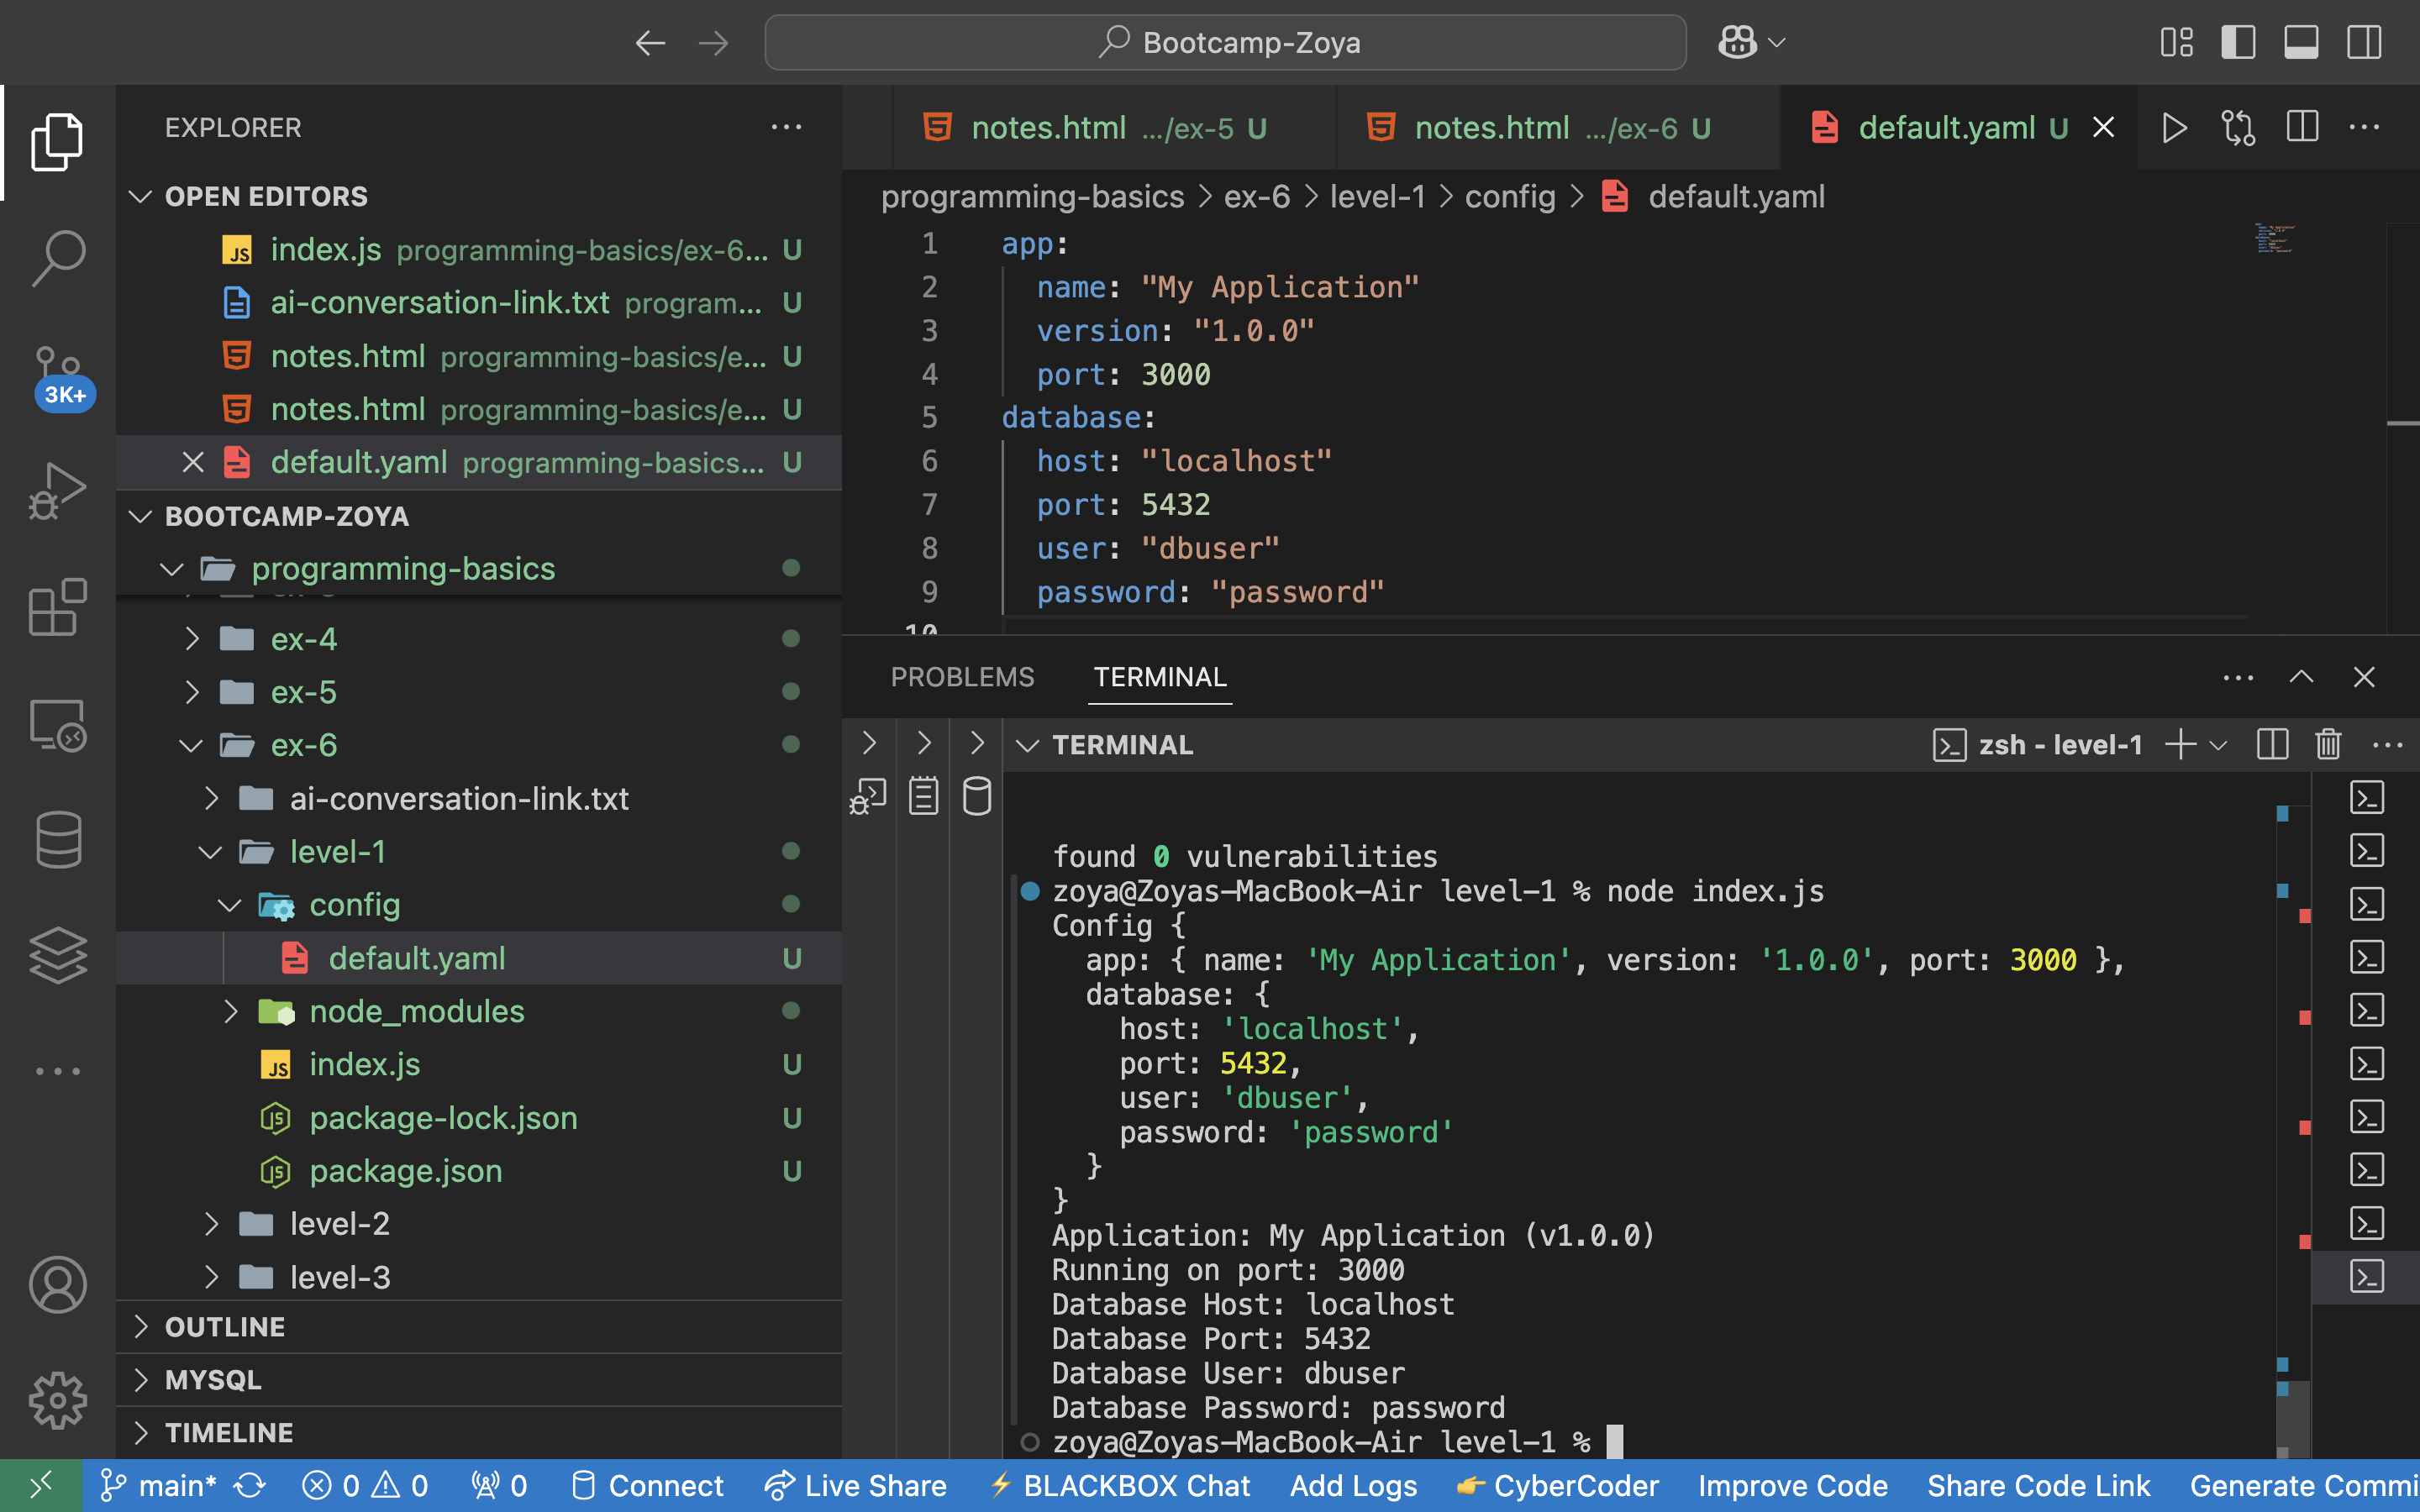 Bootcamp-Zoya
EXPLORER
OPEN EDITORS
index.js programming-basics/ex-6... U
ai-conversation-link.txt program... U
notes.html programming-basics/e... U
notes.html programming-basics/e... U
default.yaml programming-basics... U
BOOTCAMP-ZOYA
programming-basics
ex-4
ex-5
ex-6
ai-conversation-link.txt
level-1
config
default.yaml U
node_modules
index.js U
package-lock.json U
package.json U
level-2
level-3
OUTLINE
MYSQL
TIMELINE
3K+
notes.html .../ex-5 U
notes.html .../ex-6 U
default.yaml U
programming-basics > ex-6 > level-1 > config > default.yaml
1 app:
2 name: "My Application"
3 version: "1.0.0"
4 port: 3000
5 database:
6 host: "localhost"
7 port: 5432
8 user: "dbuser"
9 password: "password"
10
PROBLEMS TERMINAL
TERMINAL
zsh - level-1
found 0 vulnerabilities
zoya@Zoyas-MacBook-Air level-1 % node index.js
Config {
app: { name: 'My Application', version: '1.0.0', port: 3000 },
database: {
host: 'localhost',
port: 5432,
user: 'dbuser',
password: 'password'
}
}
Application: My Application (v1.0.0)
Running on port: 3000
Database Host: localhost
Database Port: 5432
Database User: dbuser
Database Password: password
zoya@Zoyas-MacBook-Air level-1 %
main* 0 0 0 Connect Live Share BLACKBOX Chat Add Logs CyberCoder Improve Code Share Code Link Generate Commi